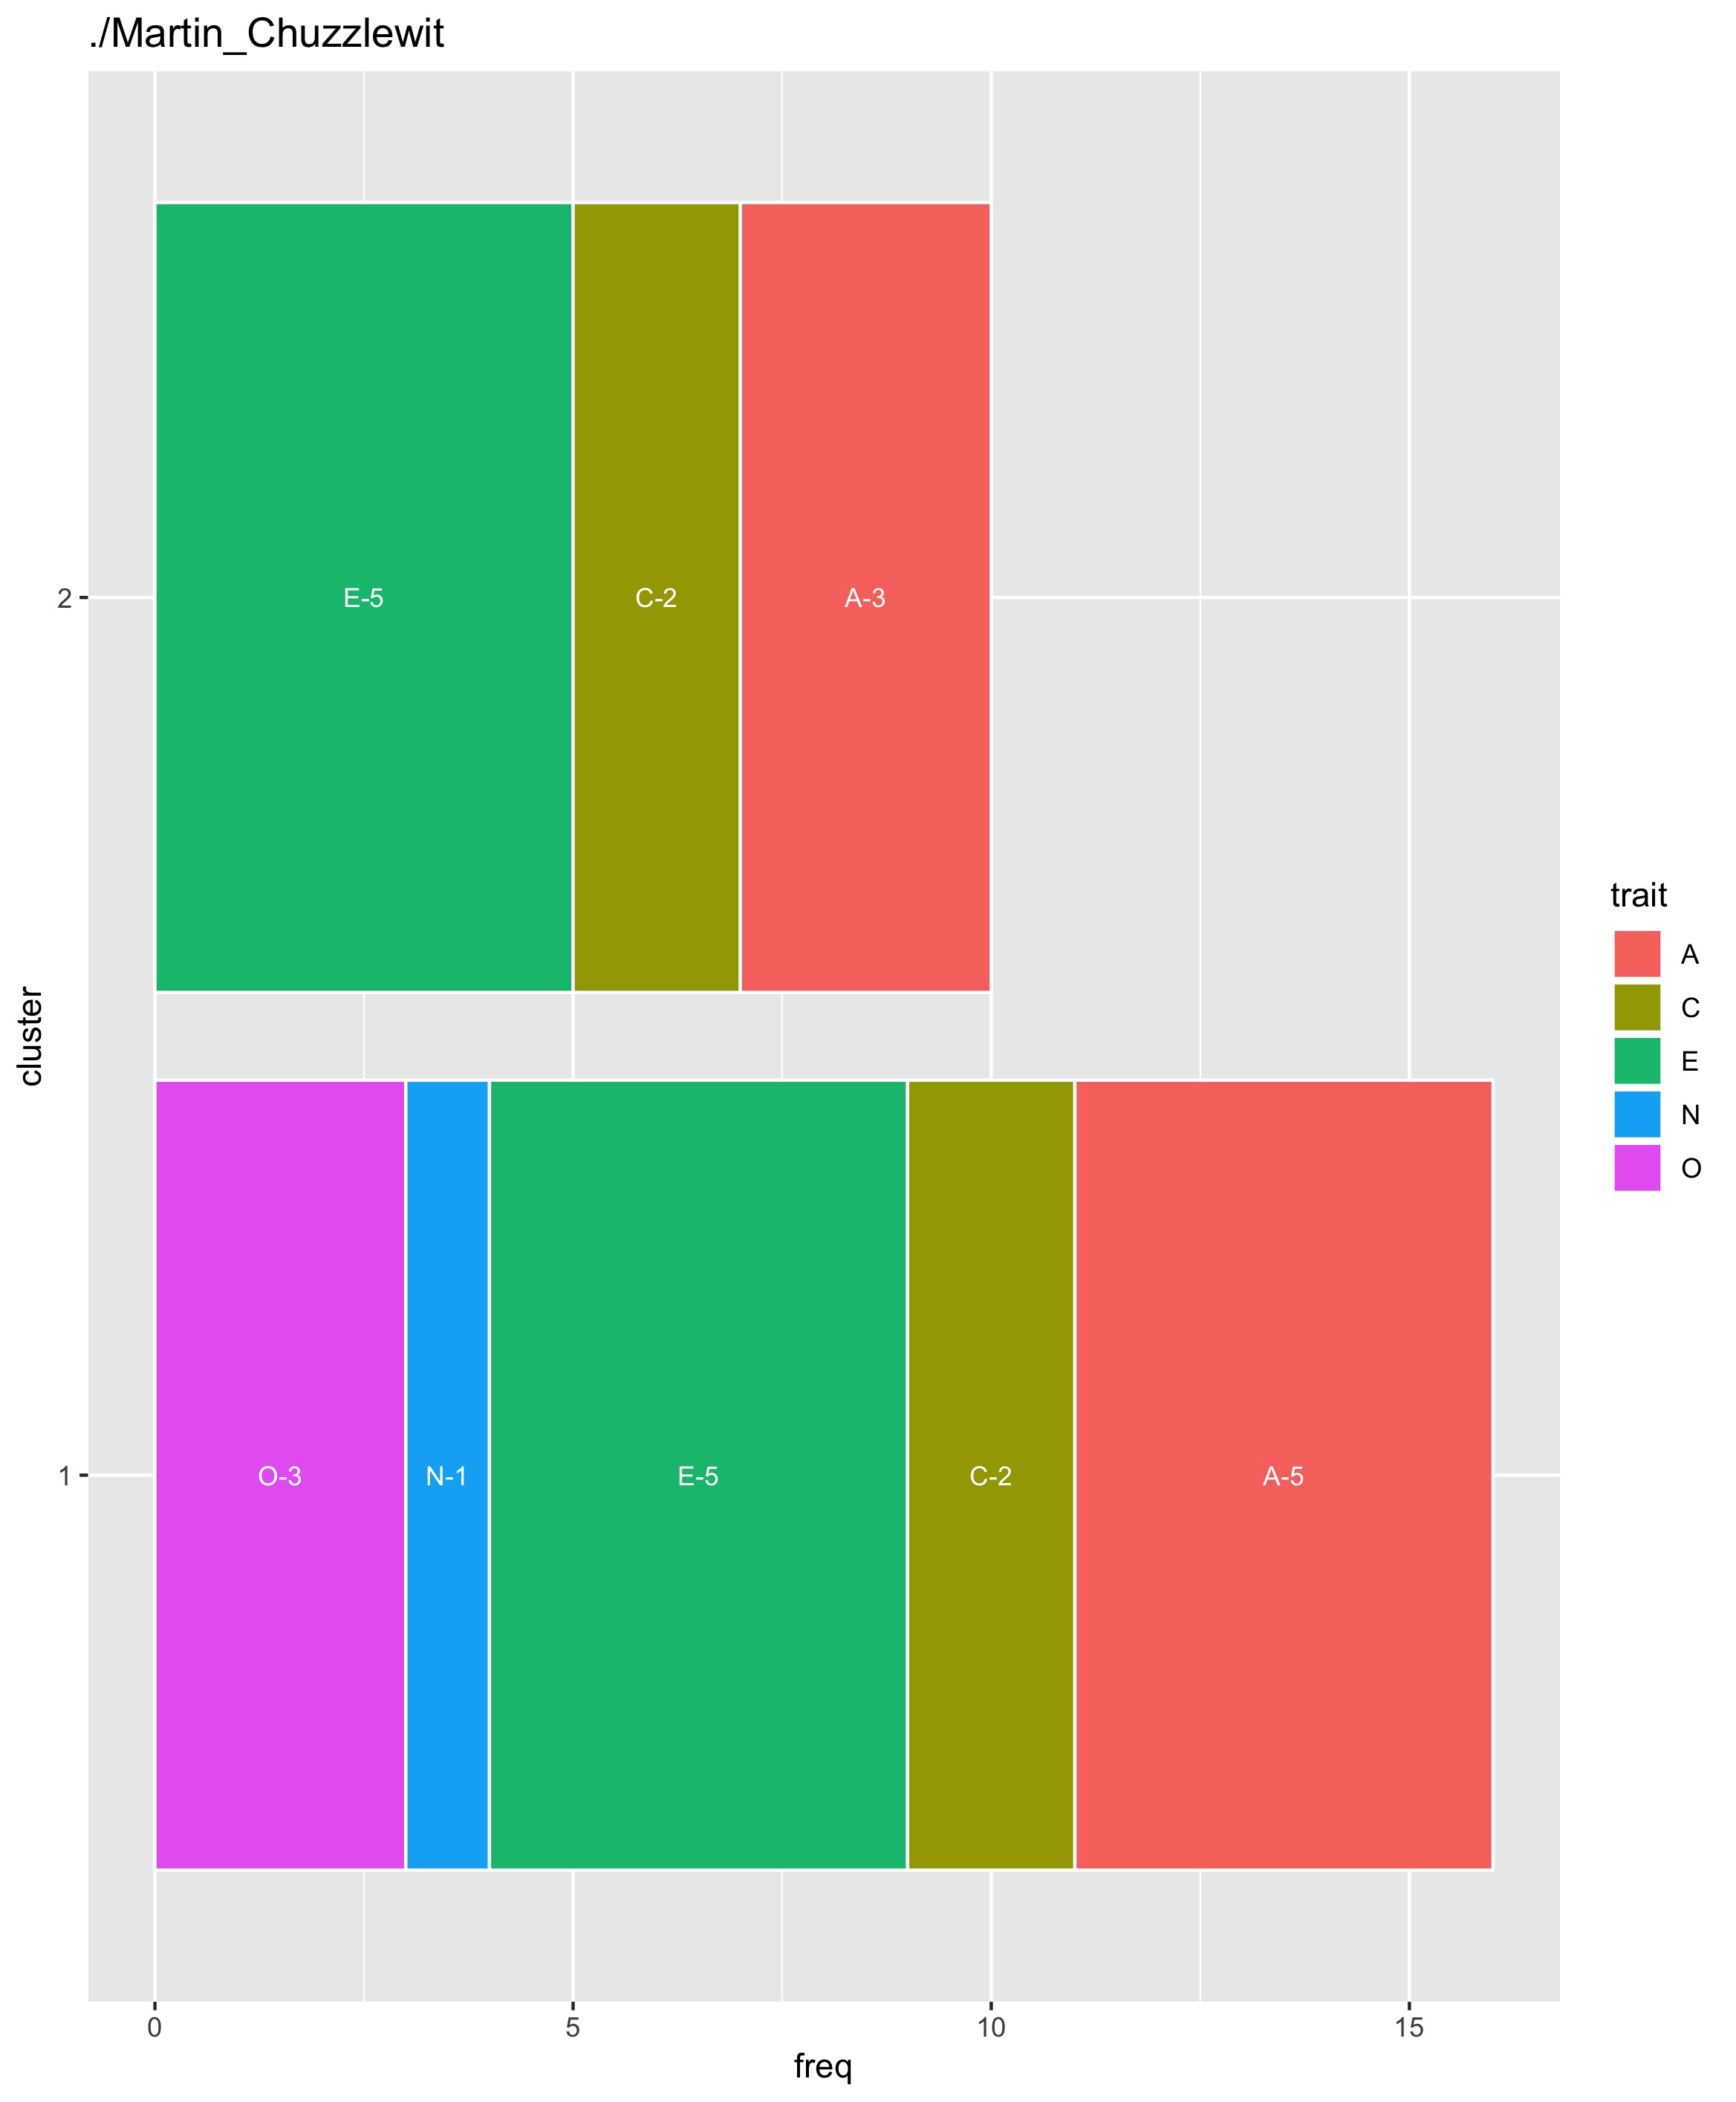 ./Martin_Chuzzlewit
2
E-5 C-2 A-3
cluster
1
O-3 N-1 E-5 C-2 A-5
0 5 10 15
freq
trait
A
C
E
N
O